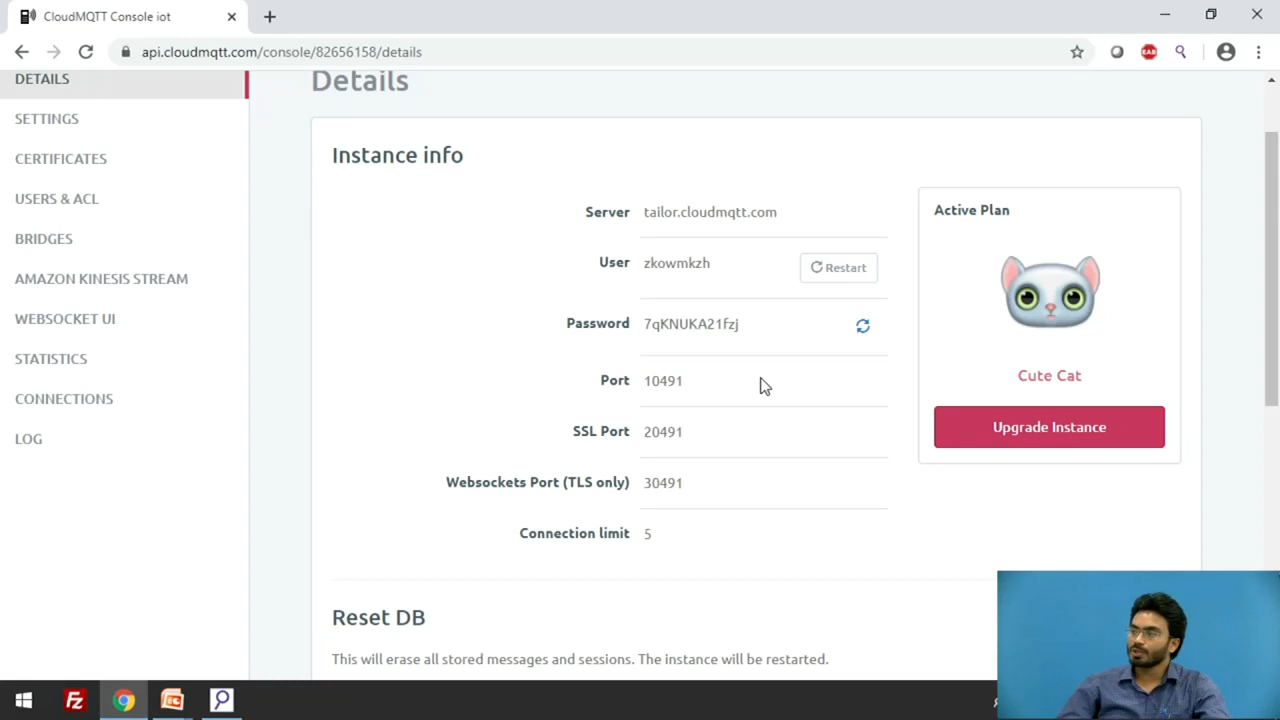 CloudMQTT Console iot
api.cloudmqtt.com/console/82656158/details
EAB
DETAILS
SETTINGS
CERTIFICATES
USERS & ACL
BRIDGES
AMAZON KINESIS STREAM
WEBSOCKET UI
STATISTICS
CONNECTIONS
LOG
Details
Instance info
Server tailor.cloudmqtt.com
User zkowmkzh Restart
Password 7qKNUKA21fzj
Port 10491
SSL Port 20491
Websockets Port (TLS only) 30491
Connection limit 5
Active Plan
Cute Cat
Upgrade Instance
Reset DB
This will erase all stored messages and sessions. The instance will be restarted.